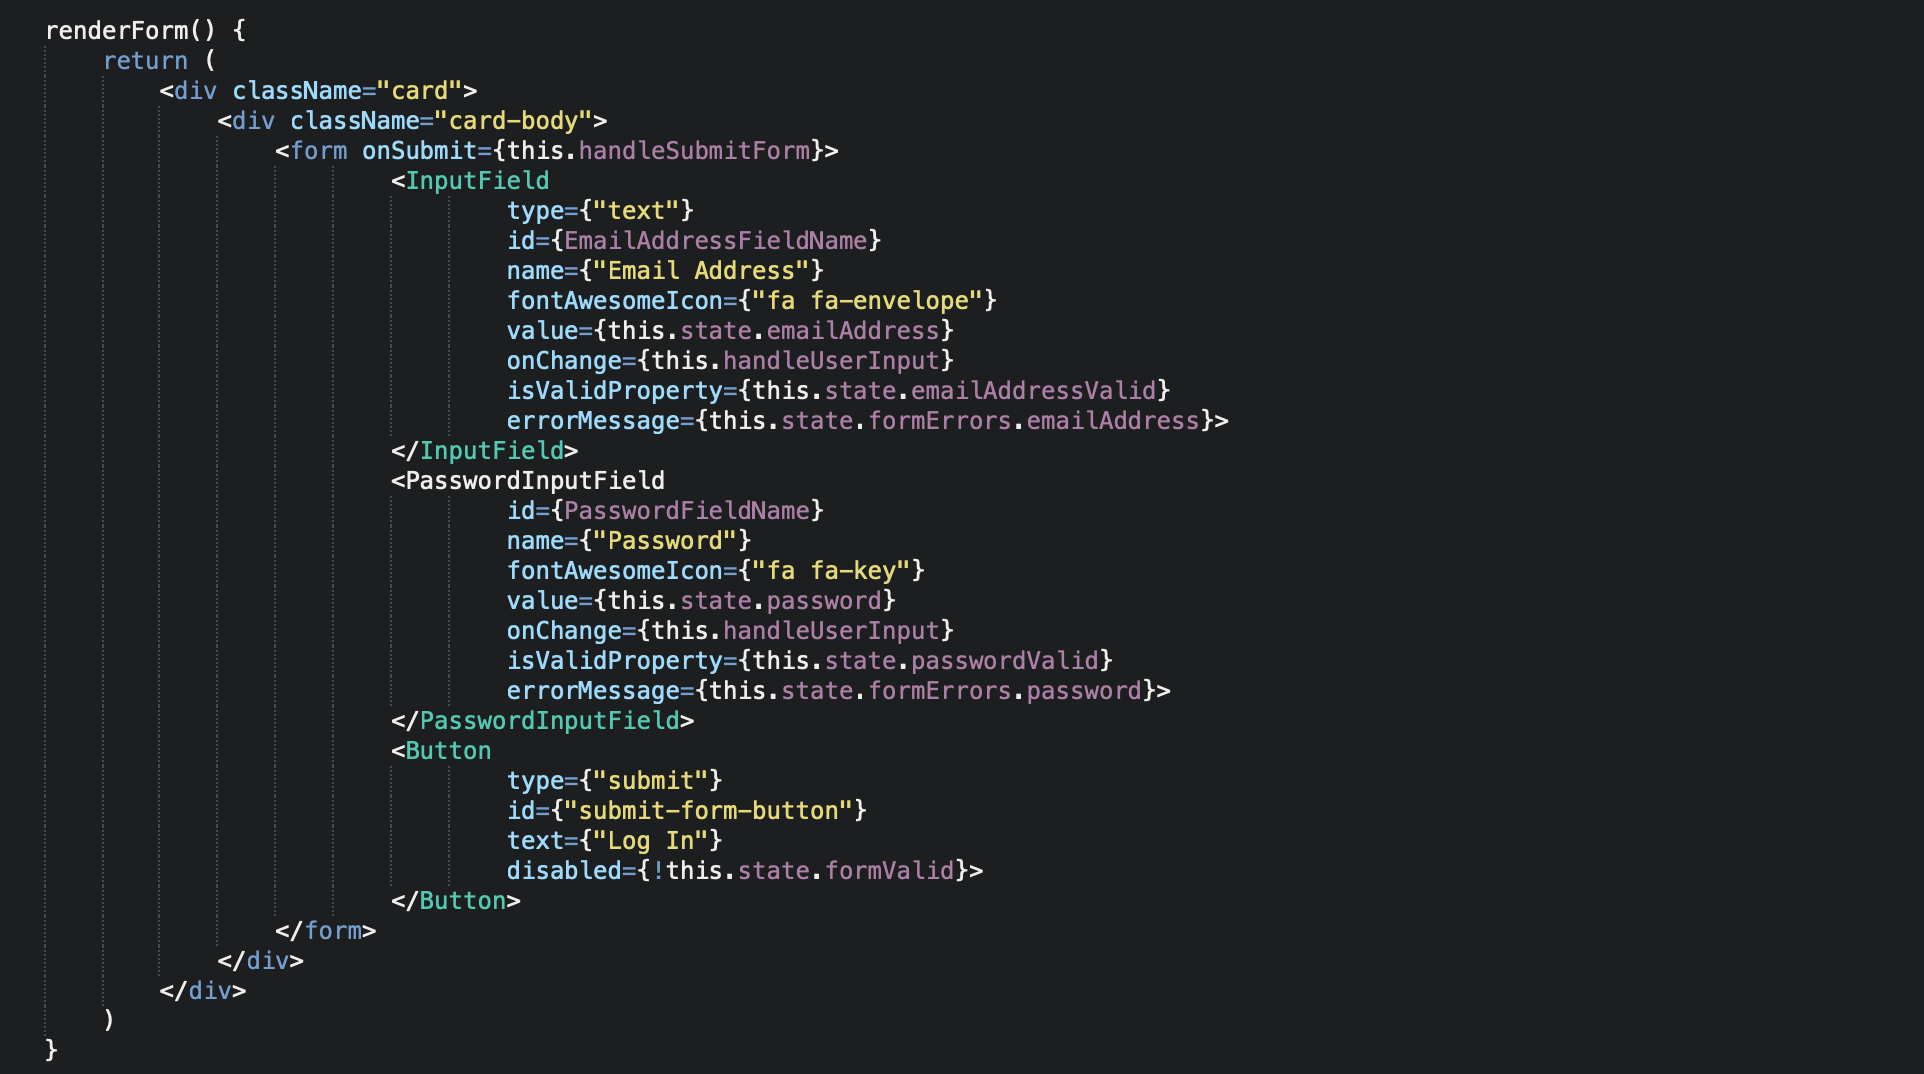 renderForm() {
return (
<div className="card">
<div className="card-body">
<form onSubmit={this.handleSubmitForm}>
<InputField
type={"text"}
id={EmailAddressFieldName}
name={"Email Address"}
fontAwesomeIcon={"fa fa-envelope"}
value={this.state.emailAddress}
onChange={this.handleUserInput}
isValidProperty={this.state.emailAddressValid}
errorMessage={this.state.formErrors.emailAddress}>
</InputField>
<PasswordInputField
id={PasswordFieldName}
name={"Password"}
fontAwesomeIcon={"fa fa-key"}
value={this.state.password}
onChange={this.handleUserInput}
isValidProperty={this.state.passwordValid}
errorMessage={this.state.formErrors.password}>
</PasswordInputField>
<Button
type={"submit"}
id={"submit-form-button"}
text={"Log In"}
disabled={!this.state.formValid}>
</Button>
</form>
</div>
</div>
)
}